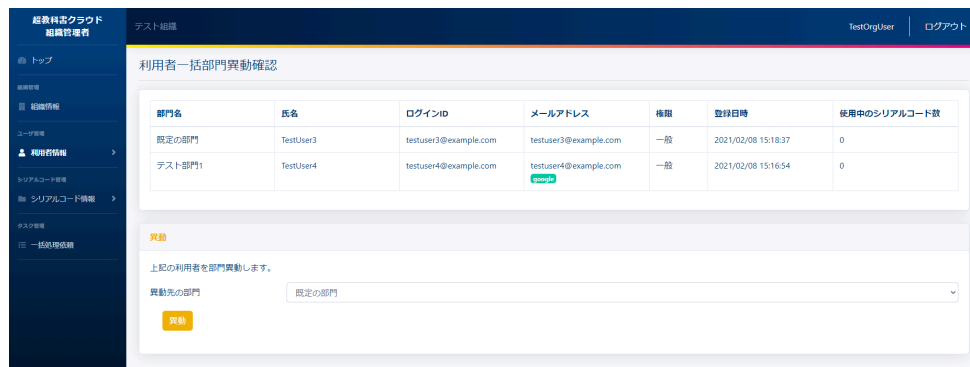 超教科書クラウド
組織管理者
テスト組織
TestOrgUser
ログアウト
トップ
組織管理
組織情報
ユーザ管理
利用者情報
シリアルコード管理
シリアルコード情報
タスク管理
一括処理依頼
利用者一括部門異動確認
部門名 氏名 ログインID メールアドレス 権限 登録日時 使用中のシリアルコード数
既定の部門 TestUser3 testuser3@example.com testuser3@example.com 一般 2021/02/08 15:18:37 0
テスト部門1 TestUser4 testuser4@example.com testuser4@example.com 一般 2021/02/08 15:16:54 0
google
異動
上記の利用者を部門異動します。
異動先の部門 既定の部門
異動